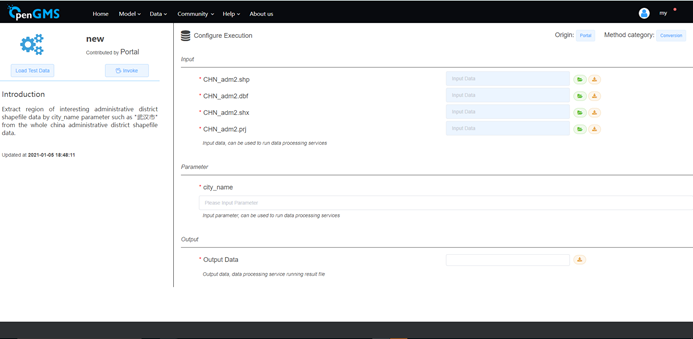 OpenGMS
Home Model Data Community Help About us my
new
Contributed by Portal
Load Test Data Invoke
Introduction
Extract region of interesting administrative district
shapefile data by city_name parameter such as "武汉市"
from the whole china administrative district shapefile
data.
Updated at 2021-01-05 18:48:11
Configure Execution Origin: Portal Method category: Conversion
Input
* CHN_adm2.shp Input Data
* CHN_adm2.dbf Input Data
* CHN_adm2.shx Input Data
* CHN_adm2.prj Input Data
Input data, can be used to run data processing services
Parameter
* city_name
Please Input Parameter
Input parameter, can be used to run data processing services
Output
* Output Data
Output data, data processing service running result file